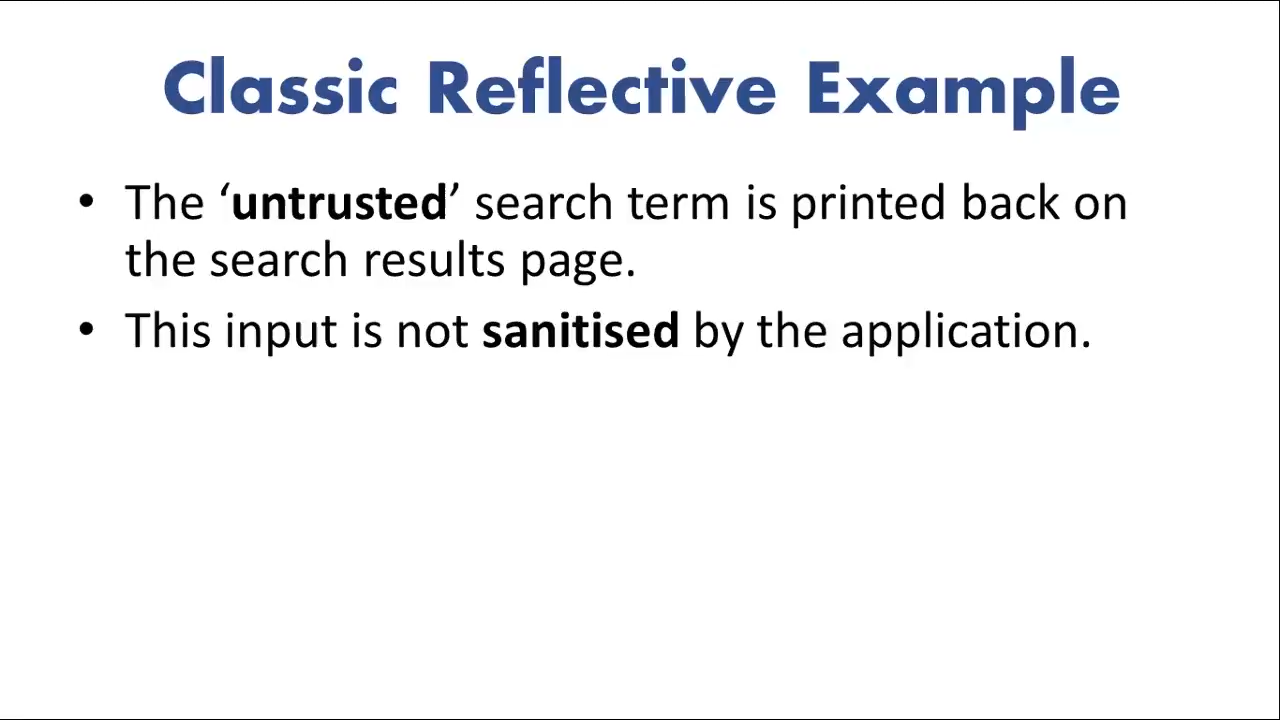 Classic Reflective Example
• The ‘untrusted’ search term is printed back on
the search results page.
• This input is not sanitised by the application.